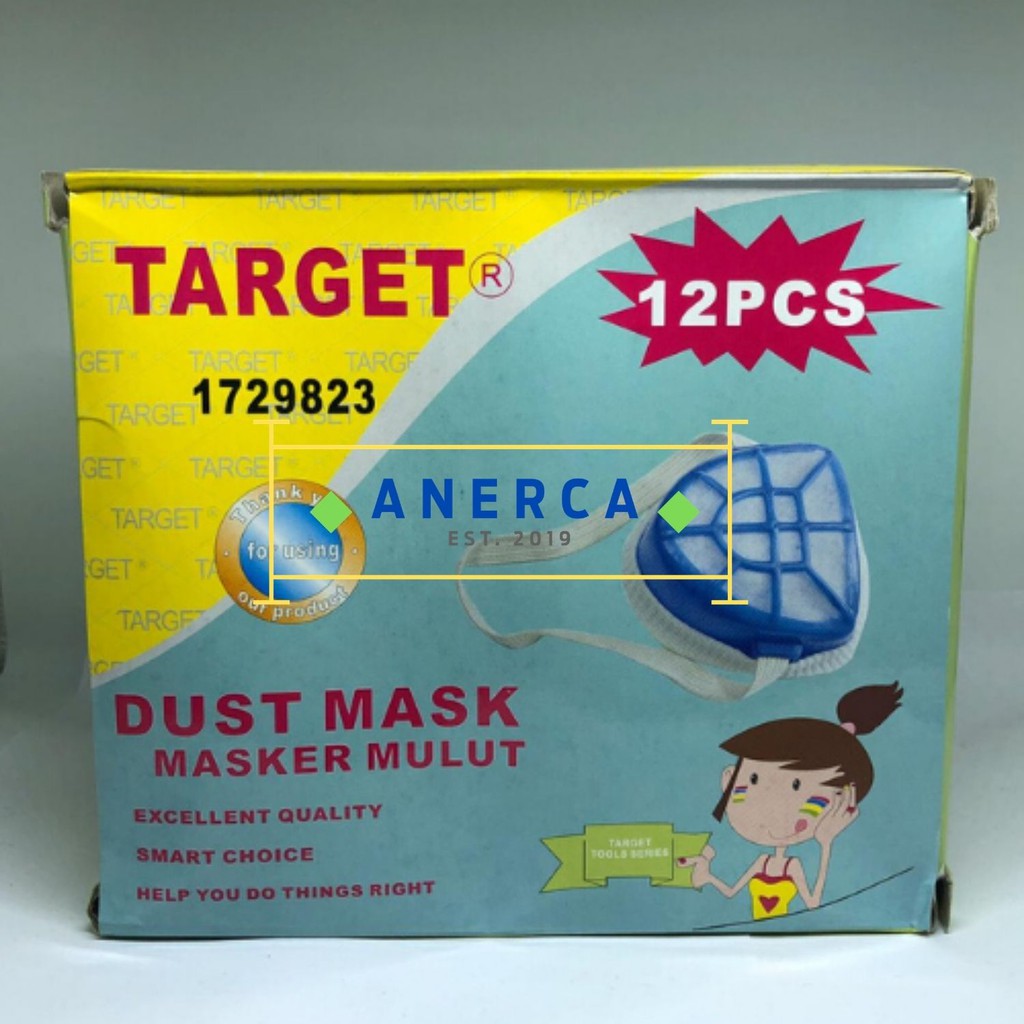 TARGET®
12PCS
1729823
Thank you
for using
our product
ANERCA
EST. 2019
DUST MASK
MASKER MULUT
EXCELLENT QUALITY
SMART CHOICE
HELP YOU DO THINGS RIGHT
TARGET
TOOLS SERIES